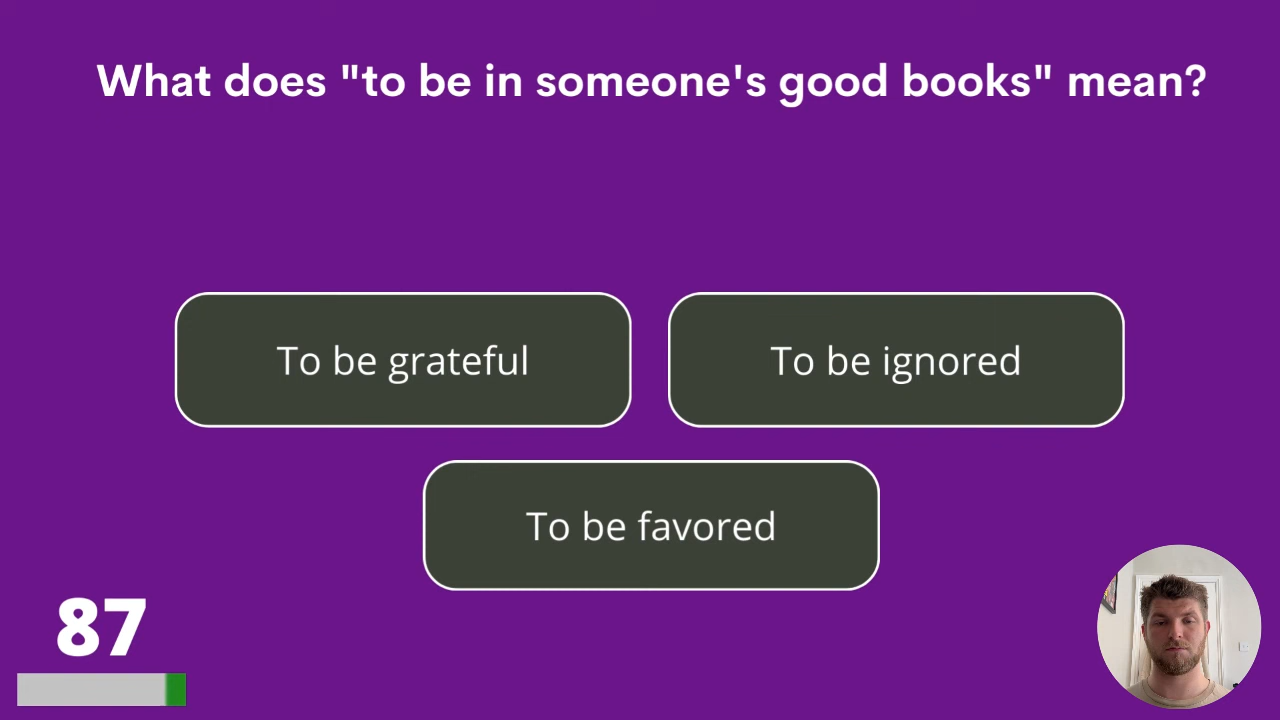 What does "to be in someone's good books" mean?
To be grateful
To be ignored
To be favored
87